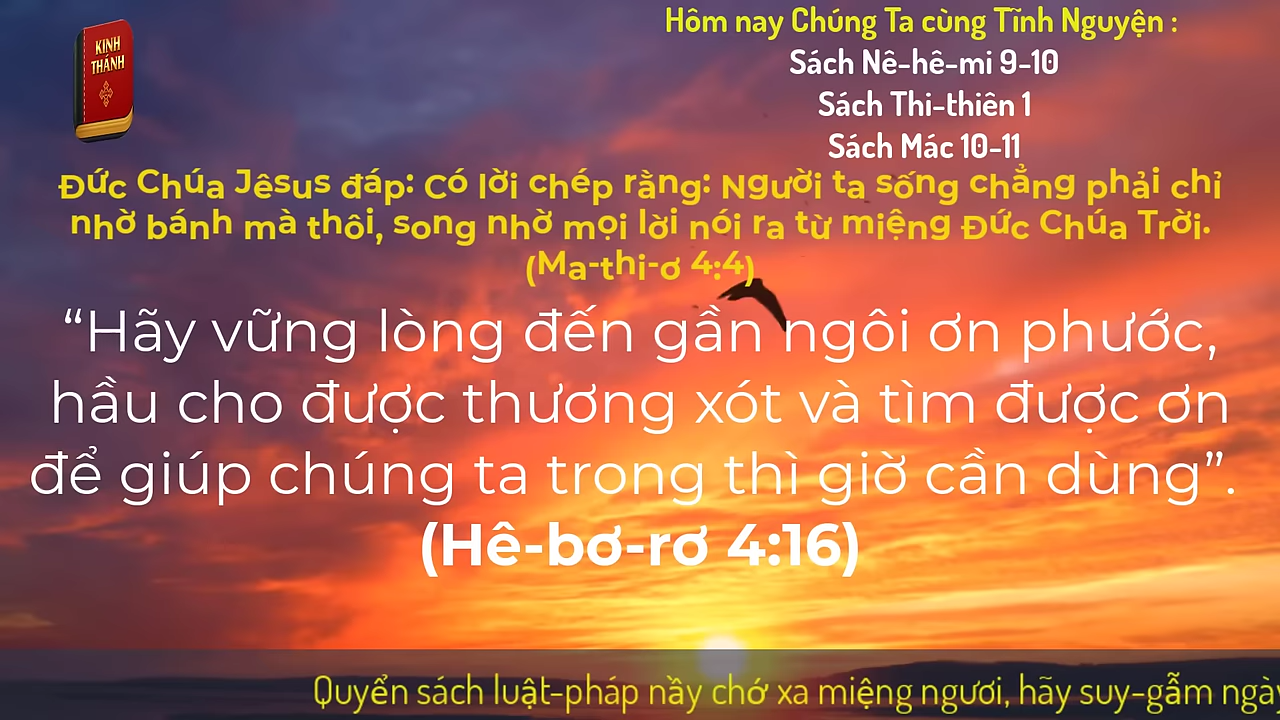 KINH
THÁNH
Hôm nay Chúng Ta cùng Tĩnh Nguyện :
Sách Nê-hê-mi 9-10
Sách Thi-thiên 1
Sách Mác 10-11
Đức Chúa Jêsus đáp: Có lời chép rằng: Người ta sống chẳng phải chỉ
nhờ bánh mà thôi, song nhờ mọi lời nói ra từ miệng Đức Chúa Trời.
(Ma-thi-ơ 4:4)
“Hãy vững lòng đến gần ngôi ơn phước,
hầu cho được thương xót và tìm được ơn
để giúp chúng ta trong thì giờ cần dùng”.
(Hê-bơ-rơ 4:16)
Quyển sách luật-pháp nầy chớ xa miệng ngươi, hãy suy-gẫm ngày